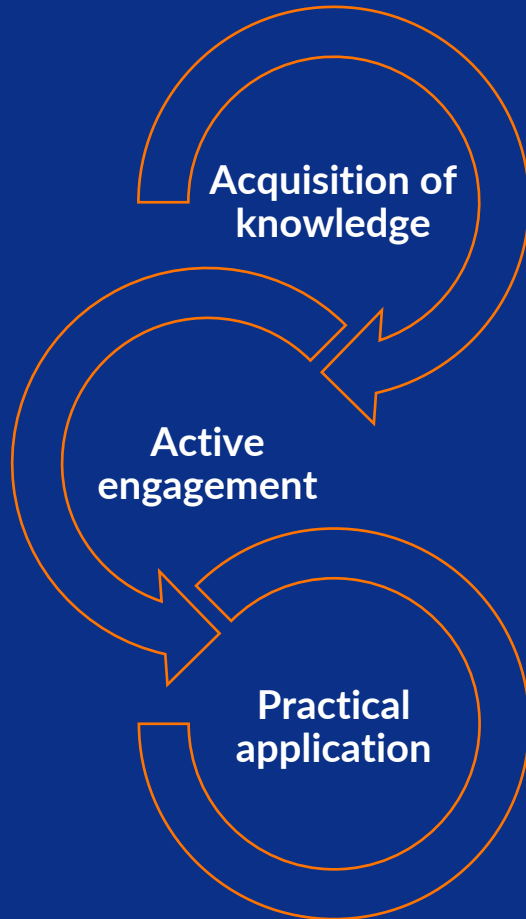 Acquisition of
knowledge
Active
engagement
Practical
application